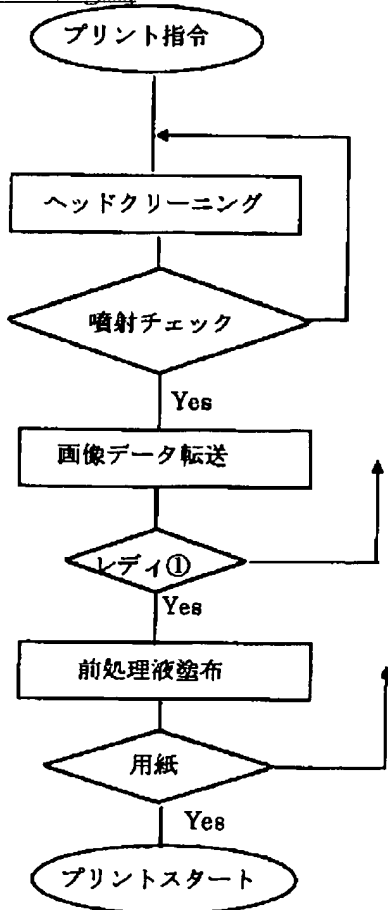 プリント指令
ヘッドクリーニング
噴射チェック
Yes
画像データ転送
レディ①
Yes
前処理液塗布
用紙
Yes
プリントスタート